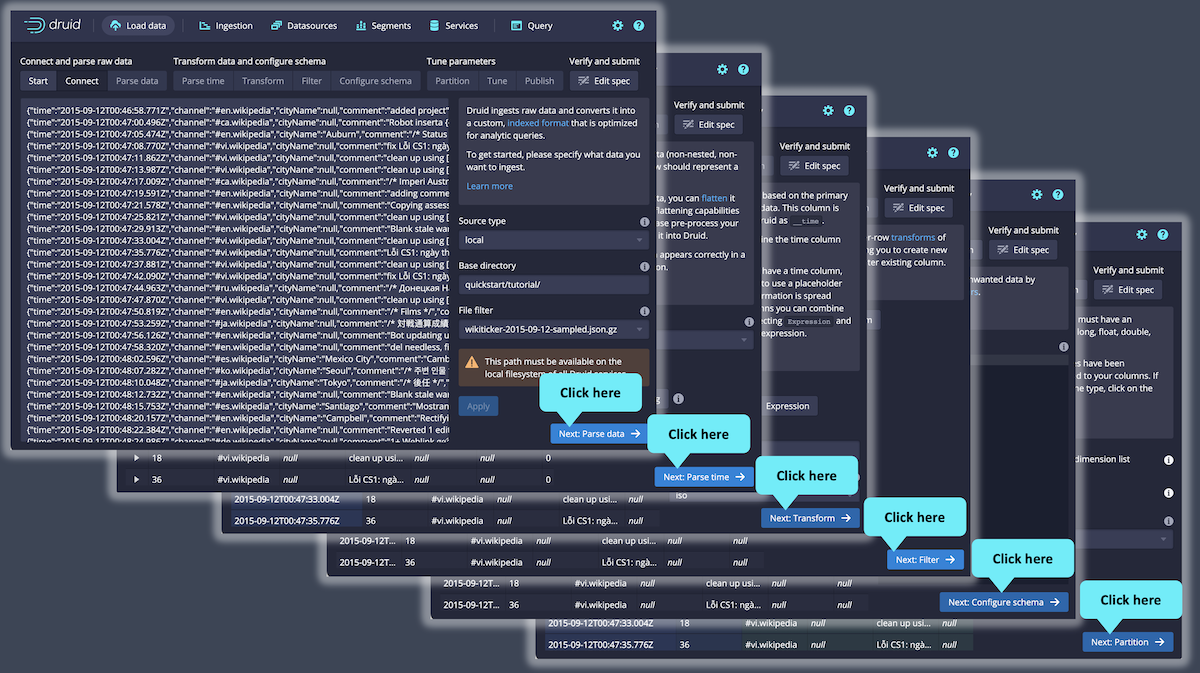 druid Load data Ingestion Datasources Segments Services Query
Connect and parse raw data Transform data and configure schema Tune parameters Verify and submit
Start Connect Parse data Parse time Transform Filter Configure schema Partition Tune Publish Edit spec
{"time":"2015-09-12T00:46:58.771Z","channel":"#en.wikipedia","cityName":null,"comment":"added project"
{"time":"2015-09-12T00:47:00.496Z","channel":"#ca.wikipedia","cityName":null,"comment":"Robot inserta {
{"time":"2015-09-12T00:47:05.474Z","channel":"#en.wikipedia","cityName":"Auburn","comment":"/* Status
{"time":"2015-09-12T00:47:08.770Z","channel":"#vi.wikipedia","cityName":null,"comment":"fix Lỗi CS1: ngày
{"time":"2015-09-12T00:47:11.862Z","channel":"#vi.wikipedia","cityName":null,"comment":"clean up using [
{"time":"2015-09-12T00:47:13.987Z","channel":"#vi.wikipedia","cityName":null,"comment":"clean up using [
{"time":"2015-09-12T00:47:17.009Z","channel":"#ca.wikipedia","cityName":null,"comment":"/* Imperi Austr
{"time":"2015-09-12T00:47:19.591Z","channel":"#en.wikipedia","cityName":null,"comment":"adding comme
{"time":"2015-09-12T00:47:21.578Z","channel":"#en.wikipedia","cityName":null,"comment":"Copying assess
{"time":"2015-09-12T00:47:25.821Z","channel":"#vi.wikipedia","cityName":null,"comment":"clean up using [
{"time":"2015-09-12T00:47:29.913Z","channel":"#en.wikipedia","cityName":null,"comment":"Blank stale wan
{"time":"2015-09-12T00:47:33.004Z","channel":"#vi.wikipedia","cityName":null,"comment":"clean up using [
{"time":"2015-09-12T00:47:35.776Z","channel":"#vi.wikipedia","cityName":null,"comment":"Lỗi CS1: ngày th
{"time":"2015-09-12T00:47:37.881Z","channel":"#vi.wikipedia","cityName":null,"comment":"clean up using [
{"time":"2015-09-12T00:47:42.090Z","channel":"#vi.wikipedia","cityName":null,"comment":"fix Lỗi CS1: ngày
{"time":"2015-09-12T00:47:44.963Z","channel":"#ru.wikipedia","cityName":null,"comment":"/* Донецкая Н
{"time":"2015-09-12T00:47:47.870Z","channel":"#vi.wikipedia","cityName":null,"comment":"clean up using [
{"time":"2015-09-12T00:47:50.819Z","channel":"#en.wikipedia","cityName":null,"comment":"/* Films */","c
{"time":"2015-09-12T00:47:53.259Z","channel":"#ja.wikipedia","cityName":null,"comment":"/* 対戦通算成績
{"time":"2015-09-12T00:47:56.120Z","channel":"#en.wikipedia","cityName":null,"comment":"Bot updating u
{"time":"2015-09-12T00:47:58.320Z","channel":"#en.wikipedia","cityName":null,"comment":"del needless, f
{"time":"2015-09-12T00:48:02.596Z","channel":"#es.wikipedia","cityName":"Mexico City","comment":"Camb
{"time":"2015-09-12T00:48:07.282Z","channel":"#ko.wikipedia","cityName":"Seoul","comment":"/* 주변 인물
{"time":"2015-09-12T00:48:10.048Z","channel":"#ja.wikipedia","cityName":"Tokyo","comment":"/* 後任 */",
{"time":"2015-09-12T00:48:12.732Z","channel":"#en.wikipedia","cityName":null,"comment":"Blank stale wan
{"time":"2015-09-12T00:48:15.753Z","channel":"#es.wikipedia","cityName":"Santiago","comment":"Mostran
{"time":"2015-09-12T00:48:20.157Z","channel":"#en.wikipedia","cityName":"Campbell","comment":"Rectifyi
{"time":"2015-09-12T00:48:22.384Z","channel":"#en.wikipedia","cityName":null,"comment":"Reverted 1 edit
Druid ingests raw data and converts it into
a custom, indexed format that is optimized
for analytic queries.
To get started, please specify what data you
want to ingest.
Learn more
Source type
local
Base directory
quickstart/tutorial/
File filter
wikiticker-2015-09-12-sampled.json.gz
This path must be available on the
local filesystem of all Druid services.
Apply
Click here
Next: Parse data
Verify and submit
Edit spec
ta (non-nested, non-
w should represent a
ta, you can flatten it
flattening capabilities
ase pre-process your
it into Druid.
appears correctly in a
on.
18 #vi.wikipedia null clean up usi... null null 0
36 #vi.wikipedia null Lỗi CS1: ngà... null null 0
Click here
Next: Parse time
Verify and submit
Edit spec
based on the primary
data. This column is
ruid as __time .
ine the time column
have a time column,
to use a placeholder
rmation is spread
mns you can combine
ecting Expression and
expression.
Expression
iso
2015-09-12T00:47:33.004Z 18 #vi.wikipedia null clean up usi... null
2015-09-12T00:47:35.776Z 36 #vi.wikipedia null Lỗi CS1: ngà... null
Click here
Next: Transform
Verify and submit
Edit spec
er-row transforms of
ng you to create new
ter existing column.
2015-09-12T... 18 #vi.wikipedia null clean up usi... null null
2015-09-12T... 36 #vi.wikipedia null Lỗi CS1: ngà... null null
Click here
Next: Filter
Verify and submit
Edit spec
nwanted data by
2015-09-12T... 18 #vi.wikipedia null clean up usi... null null
2015-09-12T... 36 #vi.wikipedia null Lỗi CS1: ngà... null null
Click here
Next: Configure schema
Verify and submit
Edit spec
must have an
long, float, double,
es have been
d to your columns. If
he type, click on the
dimension list
2015-09-12T00:47:33.004Z 18 #vi.wikipedia null clean up usi... null
2015-09-12T00:47:35.776Z 36 #vi.wikipedia null Lỗi CS1: ngà... null
Click here
Next: Partition